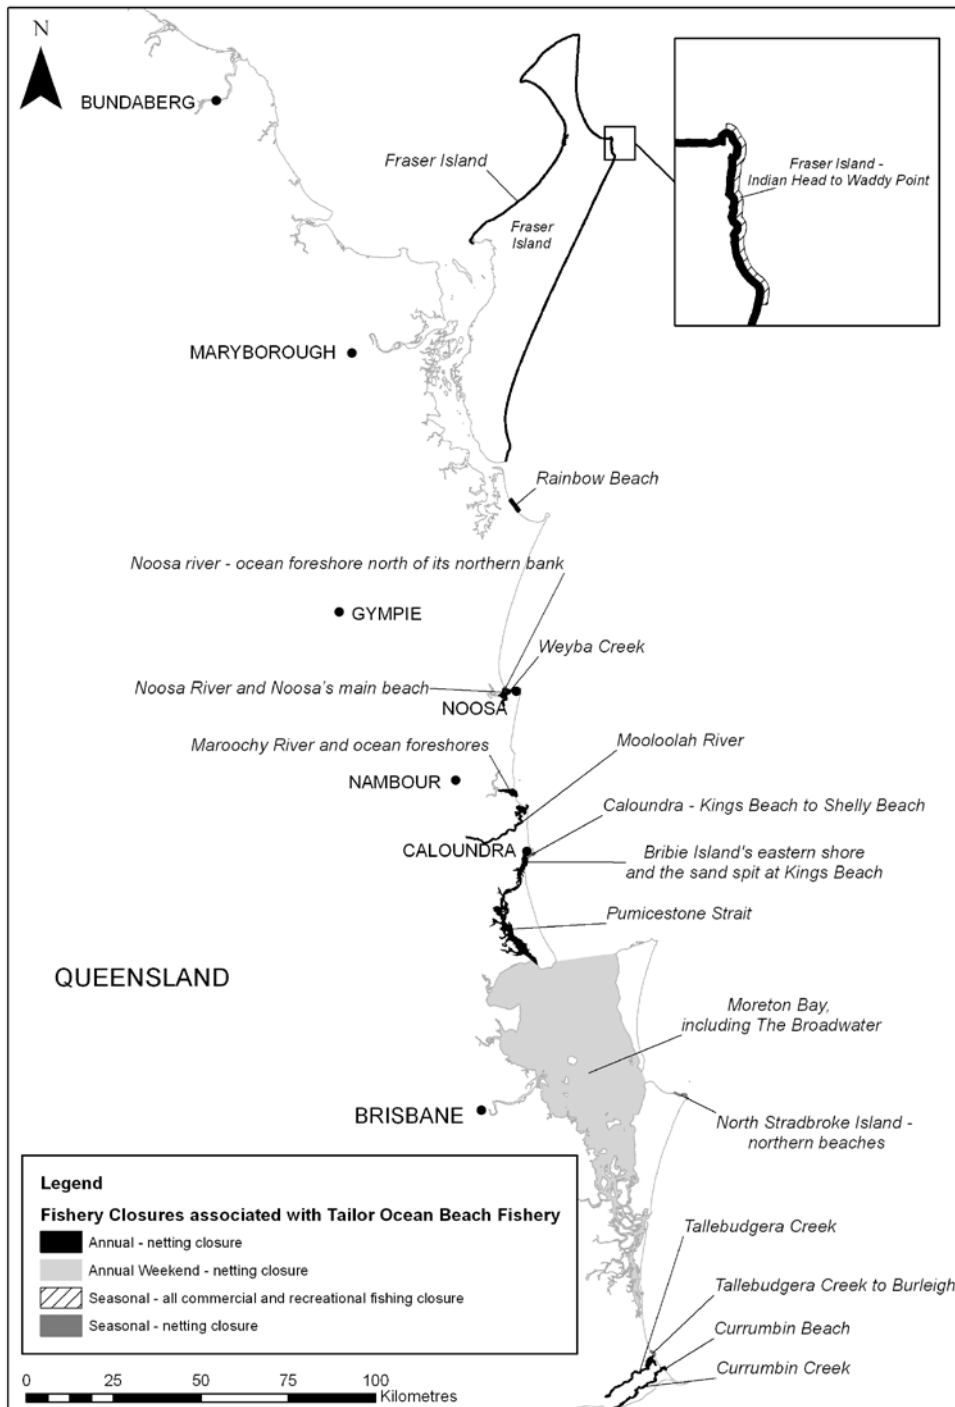 N
BUNDABERG
Fraser Island
Fraser
Island
Fraser Island -
Indian Head to Waddy Point
MARYBOROUGH
Rainbow Beach
Noosa river - ocean foreshore north of its northern bank
GYMPIE
Weyba Creek
Noosa River and Noosa's main beach
NOOSA
Maroochy River and ocean foreshores
Mooloolah River
NAMBOUR
Caloundra - Kings Beach to Shelly Beach
CALOUNDRA
Bribie Island's eastern shore
and the sand spit at Kings Beach
Pumicestone Strait
QUEENSLAND
Moreton Bay,
including The Broadwater
BRISBANE
North Stradbroke Island -
northern beaches
Legend
Fishery Closures associated with Tailor Ocean Beach Fishery
Annual - netting closure
Annual Weekend - netting closure
Seasonal - all commercial and recreational fishing closure
Seasonal - netting closure
Tallebudgera Creek
Tallebudgera Creek to Burleigh
Currumbin Beach
Currumbin Creek
0 25 50 75 100
Kilometres